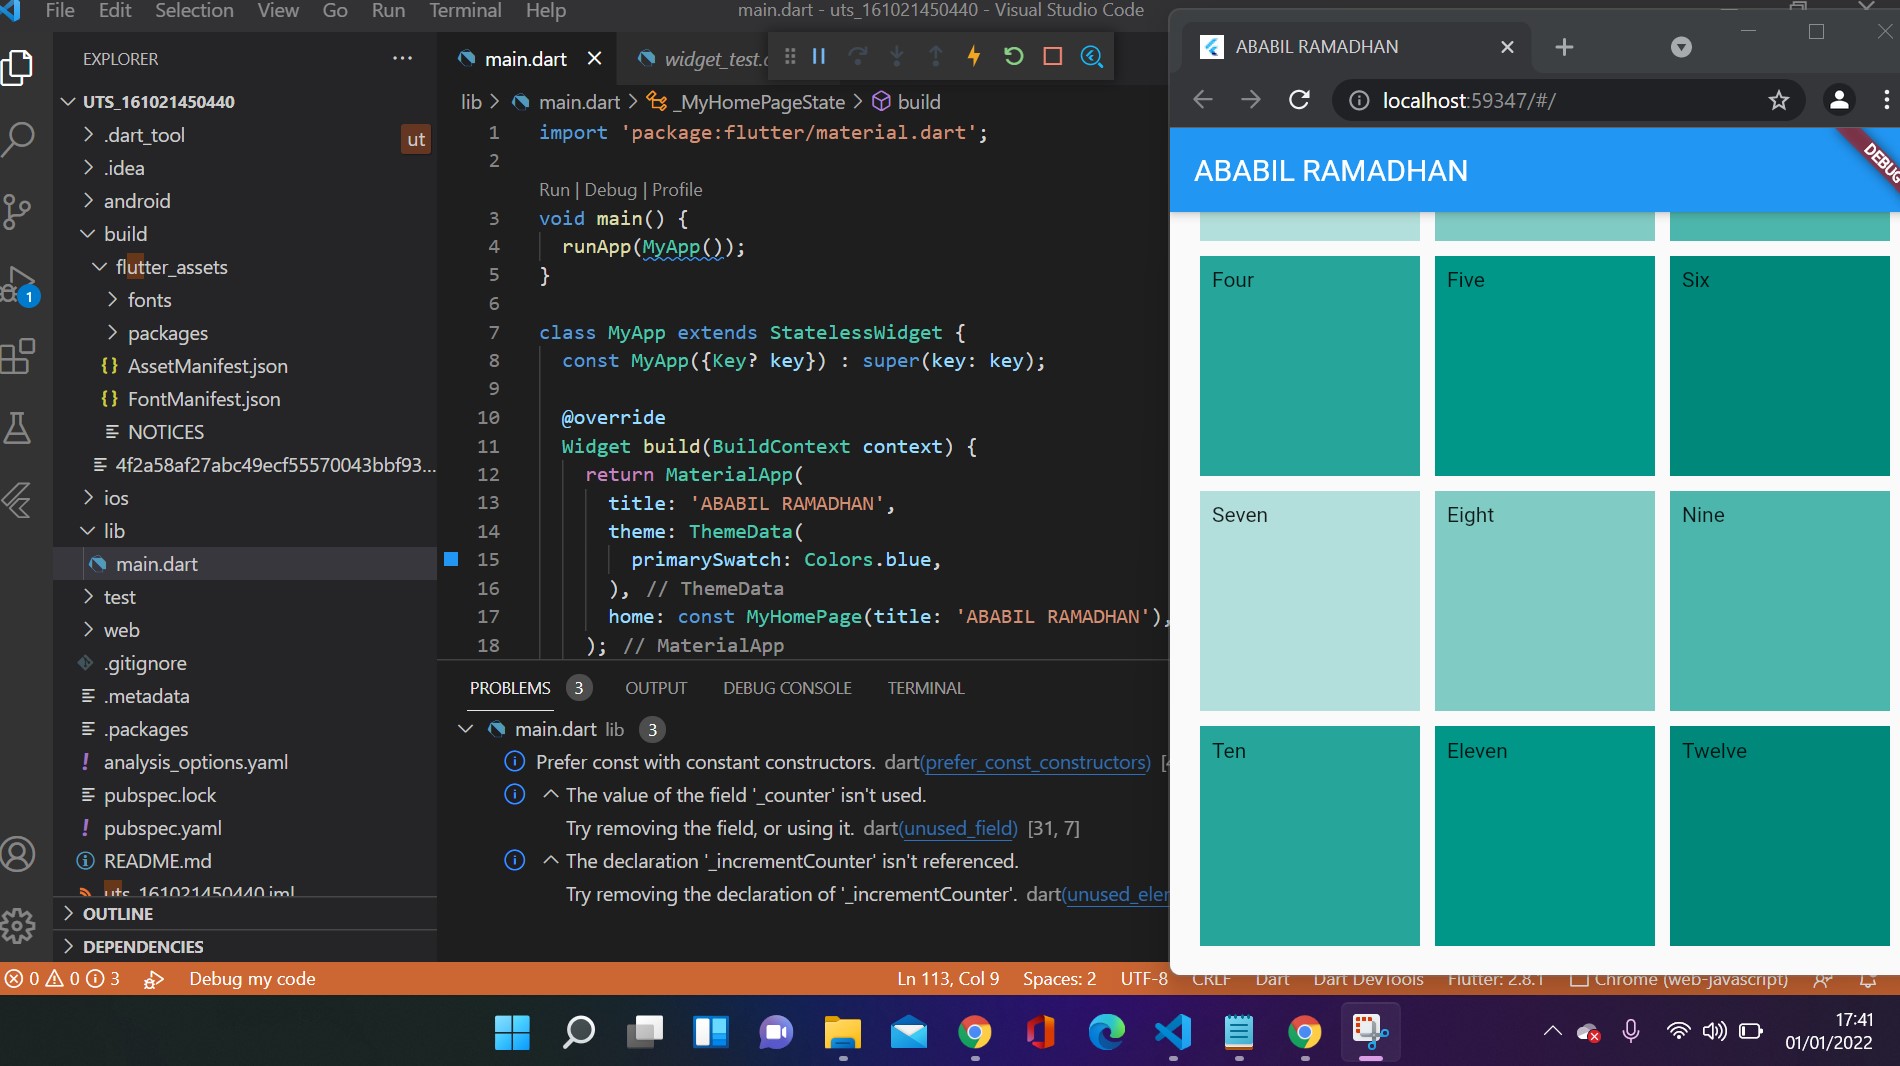 File Edit Selection View Go Run Terminal Help
main.dart - uts_161021450440 - Visual Studio Code
EXPLORER
UTS_161021450440
.dart_tool
ut
.idea
android
build
flutter_assets
fonts
packages
{} AssetManifest.json
{} FontManifest.json
NOTICES
4f2a58af27abc49ecf55570043bbf93...
ios
lib
main.dart
test
web
.gitignore
.metadata
.packages
! analysis_options.yaml
pubspec.lock
! pubspec.yaml
README.md
uts_161021450440.iml
OUTLINE
DEPENDENCIES
1
main.dart
widget_test.c
lib > main.dart > _MyHomePageState > build
1 import 'package:flutter/material.dart';
2
Run | Debug | Profile
3 void main() {
4 runApp(MyApp());
5 }
6
7 class MyApp extends StatelessWidget {
8 const MyApp({Key? key}) : super(key: key);
9
10 @override
11 Widget build(BuildContext context) {
12 return MaterialApp(
13 title: 'ABABIL RAMADHAN',
14 theme: ThemeData(
15 primarySwatch: Colors.blue,
16 ), // ThemeData
17 home: const MyHomePage(title: 'ABABIL RAMADHAN'),
18 ); // MaterialApp
PROBLEMS 3 OUTPUT DEBUG CONSOLE TERMINAL
main.dart lib 3
Prefer const with constant constructors. dart(prefer_const_constructors) [4
The value of the field '_counter' isn't used.
Try removing the field, or using it. dart(unused_field) [31, 7]
The declaration '_incrementCounter' isn't referenced.
Try removing the declaration of '_incrementCounter'. dart(unused_eler
ABABIL RAMADHAN
localhost:59347/#/
ABABIL RAMADHAN
DEBUG
Four Five Six
Seven Eight Nine
Ten Eleven Twelve
0 0 3 Debug my code
Ln 113, Col 9 Spaces: 2 UTF-8 CRLF Dart Dart DevTools Flutter: 2.8.1 Chrome (web-javascript)
17:41
01/01/2022